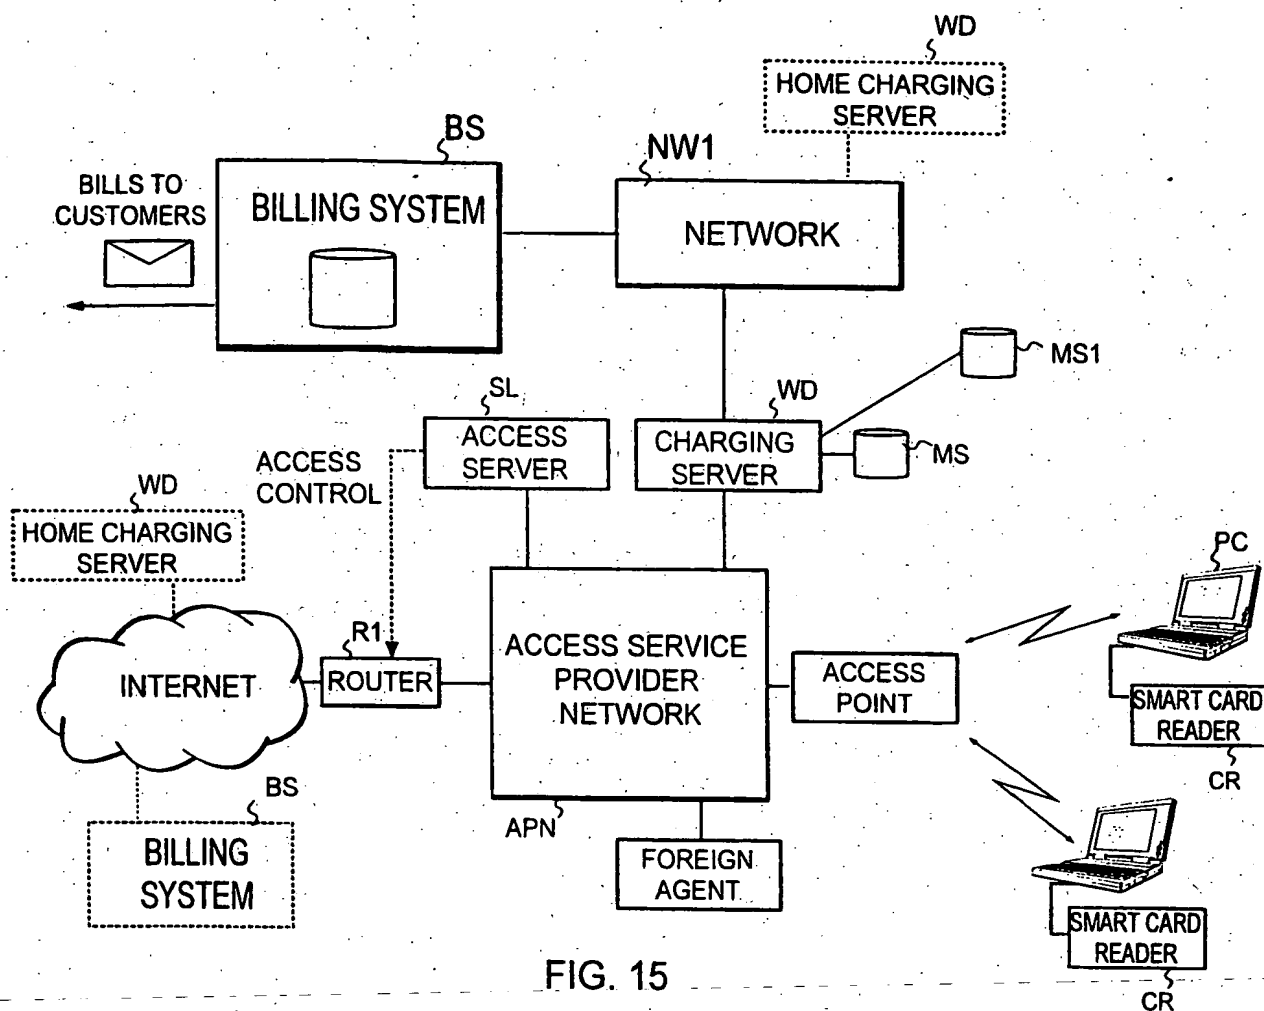 WD
HOME CHARGING
SERVER
BS
NW1
BILLS TO
CUSTOMERS
BILLING SYSTEM
NETWORK
MS1
SL
WD
ACCESS
SERVER
CHARGING
SERVER
MS
ACCESS
CONTROL
WD
HOME CHARGING
SERVER
PC
R1
ACCESS SERVICE
PROVIDER
NETWORK
INTERNET
ROUTER
ACCESS
POINT
SMART CARD
READER
CR
BS
APN
BILLING
SYSTEM
FOREIGN
AGENT
SMART CARD
READER
CR
FIG. 15